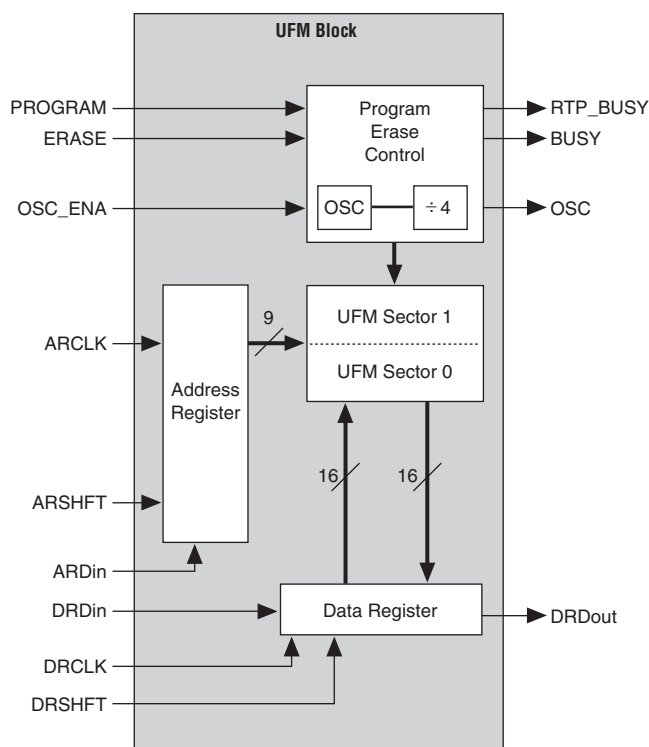 UFM Block
PROGRAM
ERASE
OSC_ENA
Program
Erase
Control
OSC
÷ 4
RTP_BUSY
BUSY
OSC
ARCLK
ARSHFT
ARDin
Address
Register
9
UFM Sector 1
UFM Sector 0
16
16
DRDin
DRCLK
DRSHFT
Data Register
DRDout